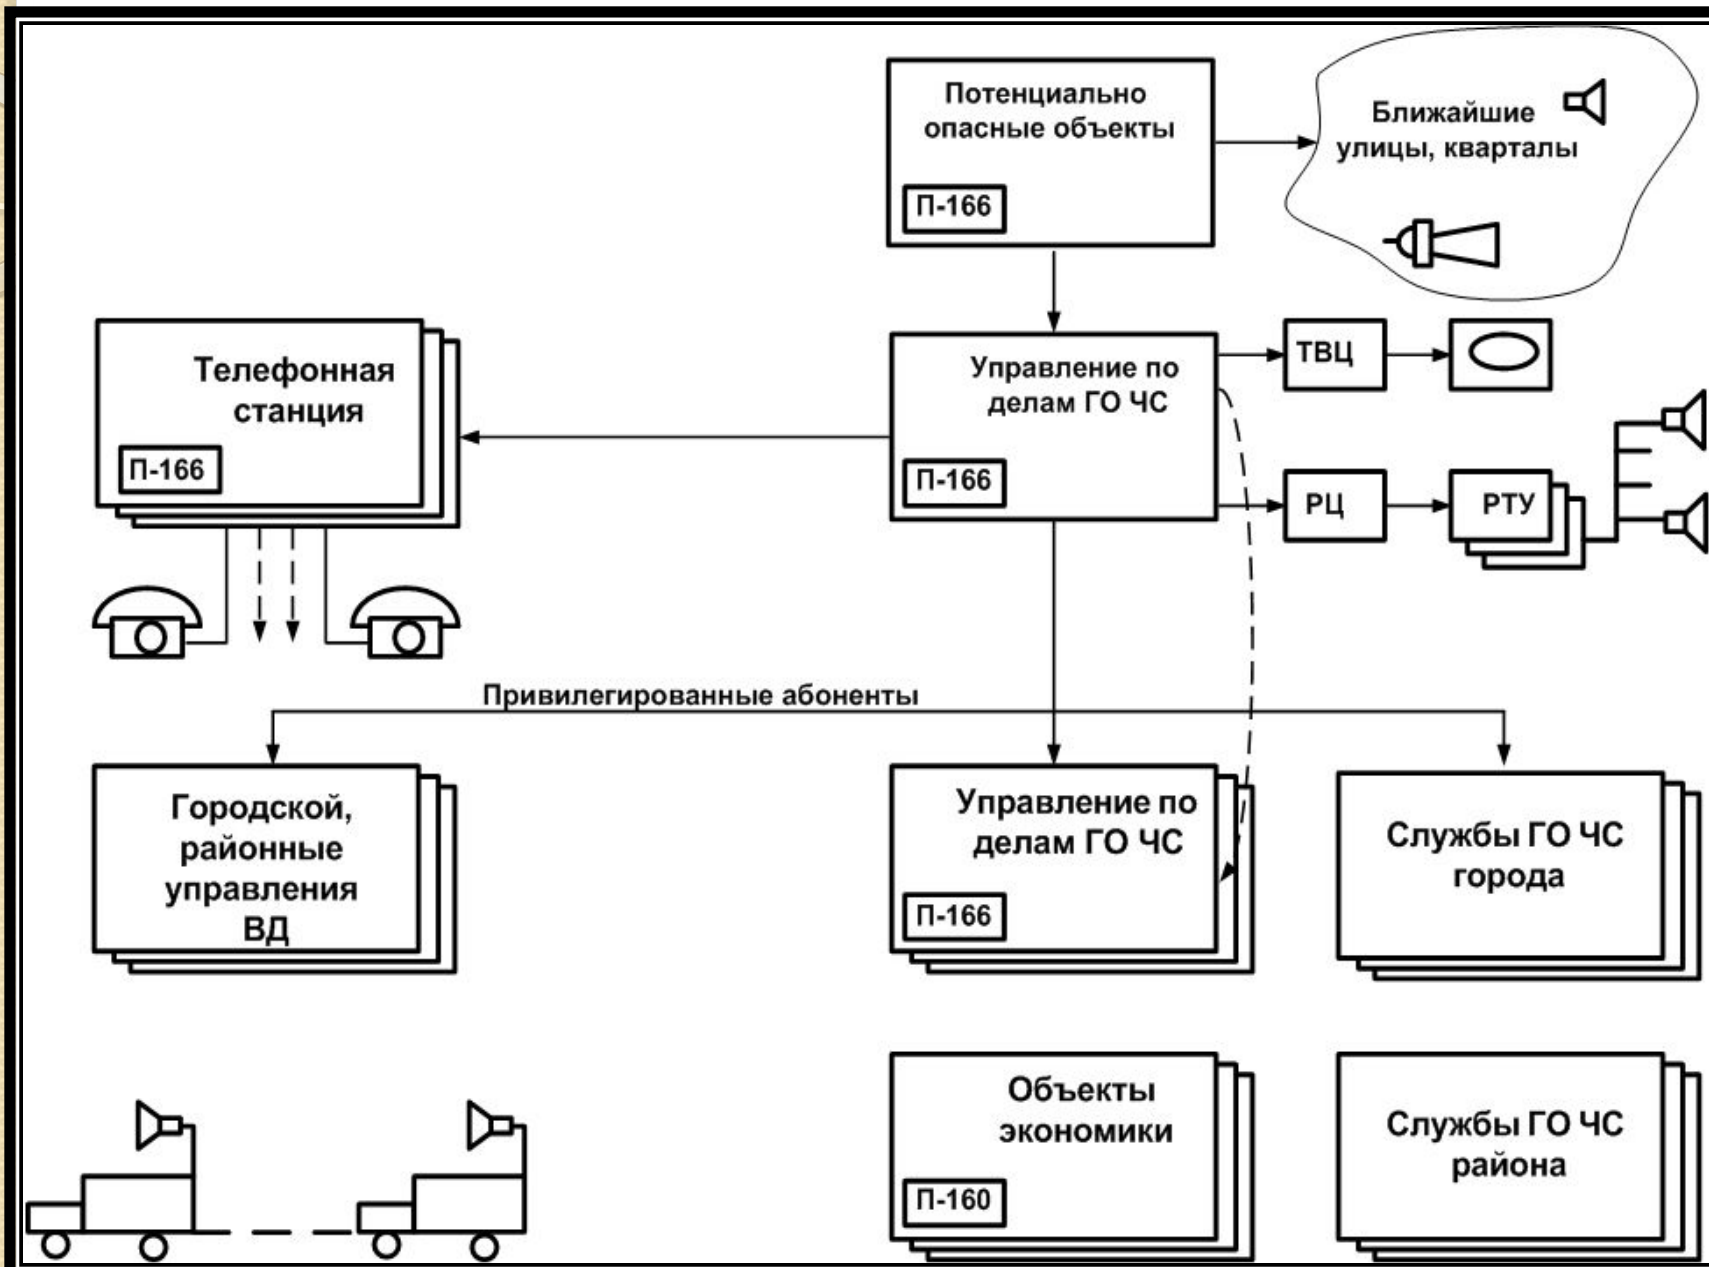 Потенциально
опасные объекты
П-166
Ближайшие
улицы, кварталы
Телефонная
станция
П-166
Управление по
делам ГО ЧС
П-166
ТВЦ
РЦ
РТУ
Привилегированные абоненты
Городской,
районные
управления
ВД
Управление по
делам ГО ЧС
П-166
Службы ГО ЧС
города
Объекты
экономики
П-160
Службы ГО ЧС
района